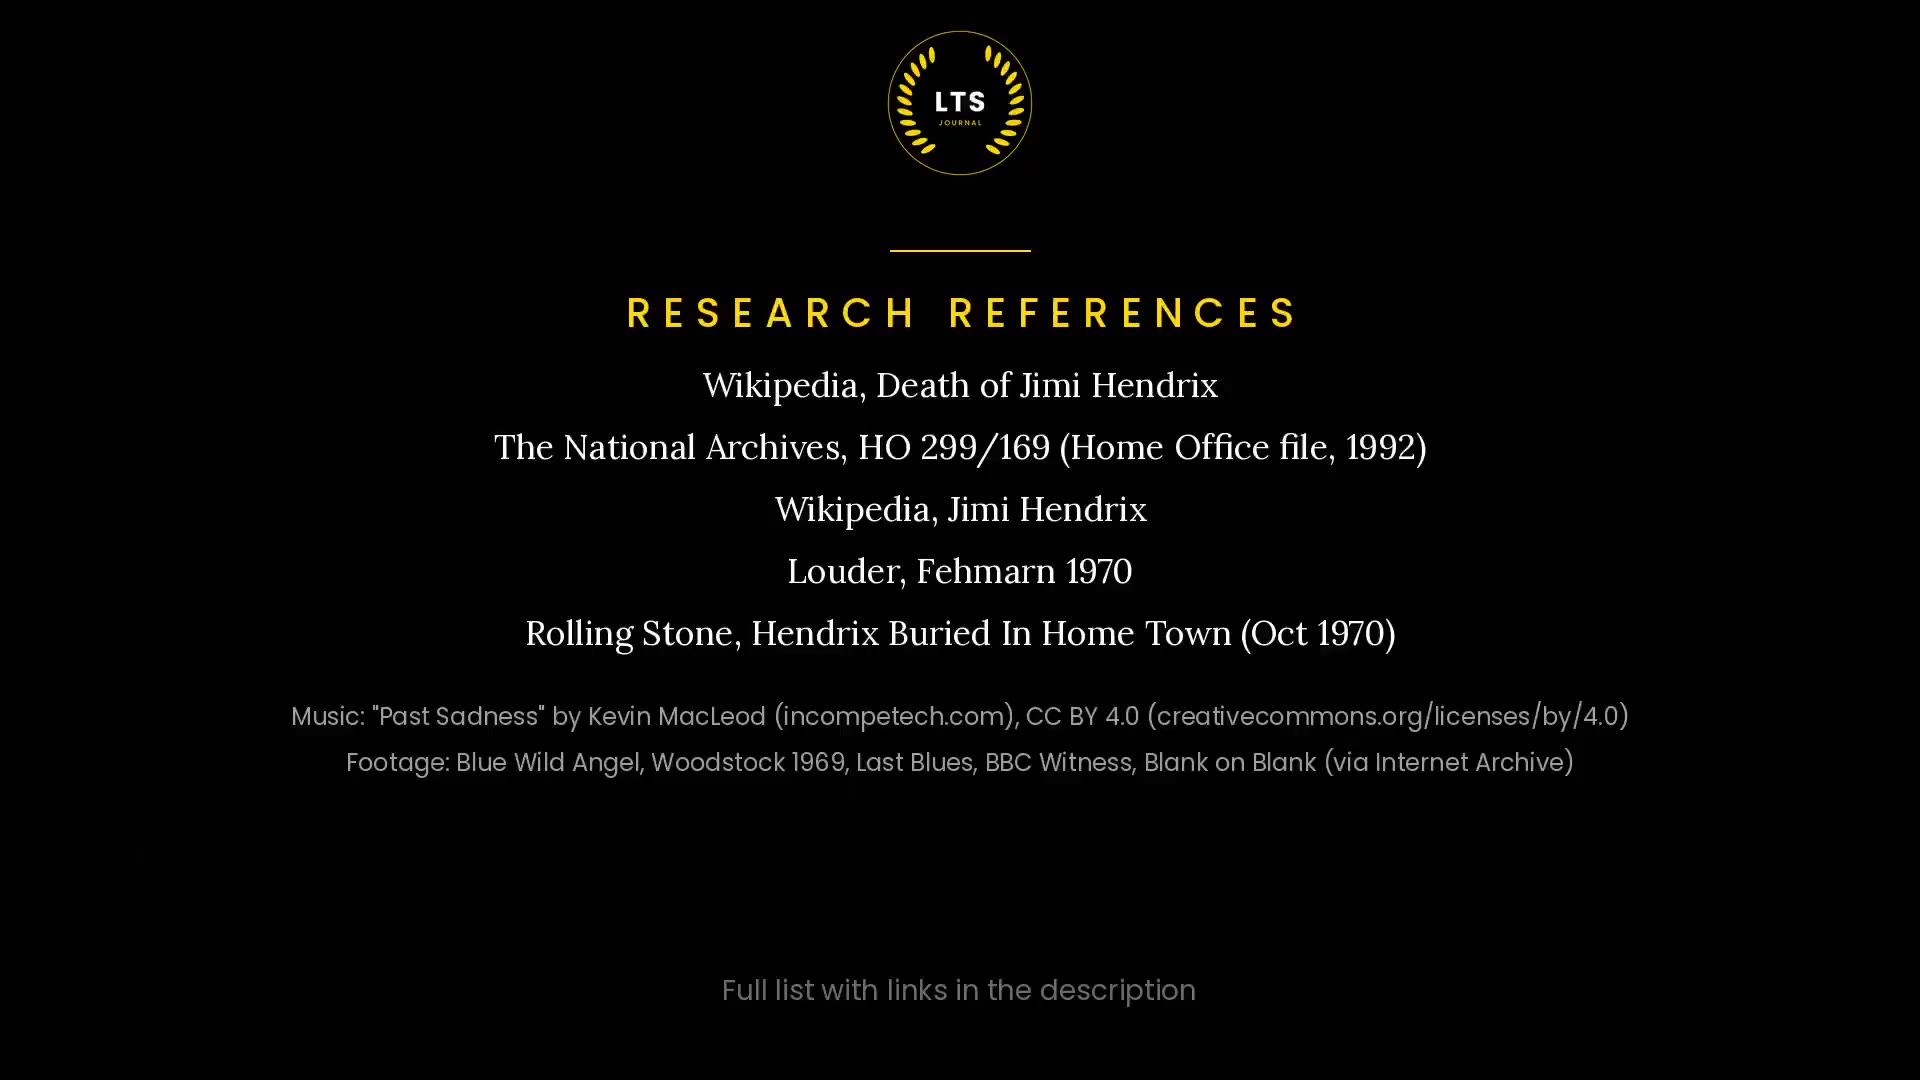 LTS
JOURNAL
RESEARCH REFERENCES
Wikipedia, Death of Jimi Hendrix
The National Archives, HO 299/169 (Home Office file, 1992)
Wikipedia, Jimi Hendrix
Louder, Fehmarn 1970
Rolling Stone, Hendrix Buried In Home Town (Oct 1970)
Music: "Past Sadness" by Kevin MacLeod (incompetech.com), CC BY 4.0 (creativecommons.org/licenses/by/4.0)
Footage: Blue Wild Angel, Woodstock 1969, Last Blues, BBC Witness, Blank on Blank (via Internet Archive)
Full list with links in the description